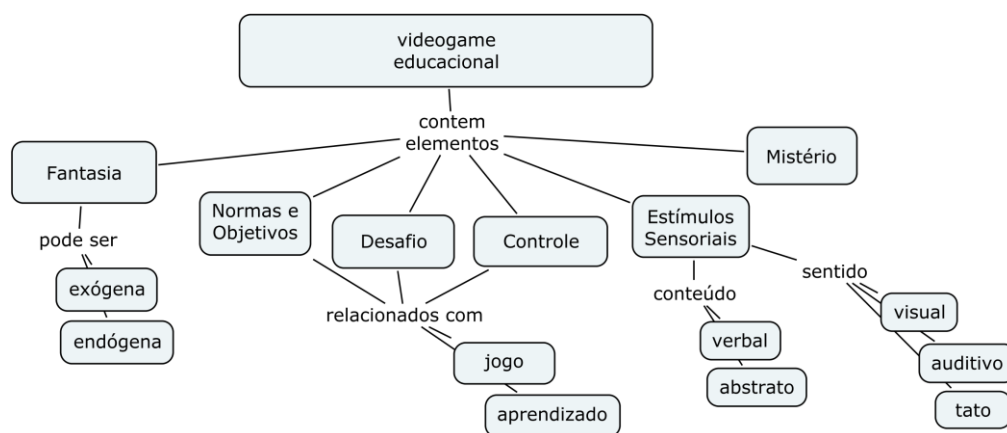 videogame
educacional
contem
elementos
Fantasia
Mistério
Normas e
Objetivos
Desafio
Controle
Estímulos
Sensoriais
pode ser
exógena
endógena
relacionados com
jogo
aprendizado
conteúdo
verbal
abstrato
sentido
visual
auditivo
tato